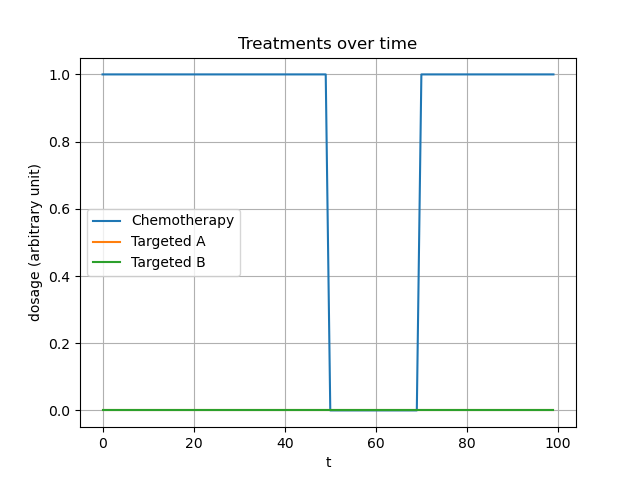 Treatments over time
1.0
0.8
0.6
0.4
0.2
0.0
dosage (arbitrary unit)
Chemotherapy
Targeted A
Targeted B
0 20 40 60 80 100
t